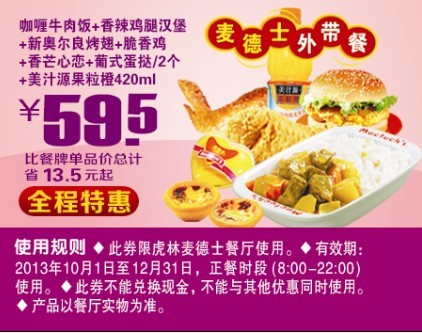 咖喱牛肉饭+香辣鸡腿汉堡
+新奥尔良烤翅+脆香鸡
+香芒心恋+葡式蛋挞/2个
+美汁源果粒橙420ml
麦德士外带餐
¥59.5
比餐牌单品价总计
省 13.5元起
全程特惠
美汁源
Mactech's
使用规则 ◆此券限虎林麦德士餐厅使用。◆有效期:
2013年10月1日至12月31日，正餐时段 (8:00-22:00)
使用。◆此券不能兑换现金，不能与其他优惠同时使用。
◆产品以餐厅实物为准。